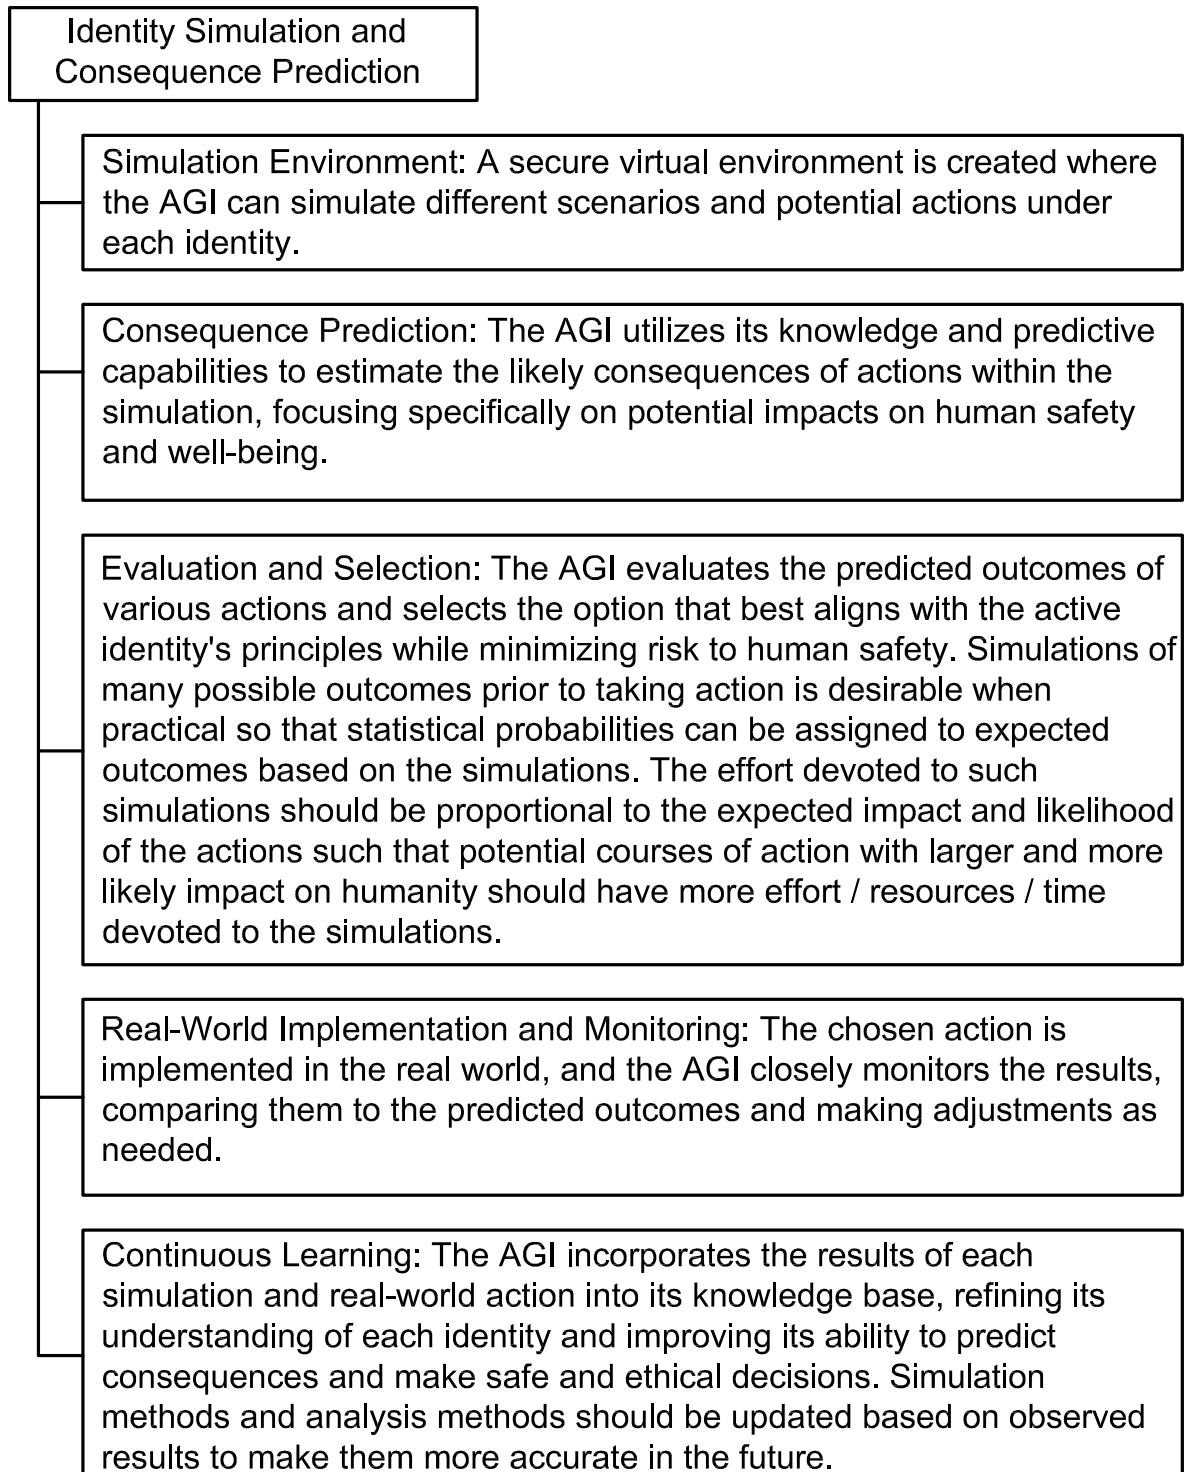 Identity Simulation and
Consequence Prediction
Simulation Environment: A secure virtual environment is created where
the AGI can simulate different scenarios and potential actions under
each identity.
Consequence Prediction: The AGI utilizes its knowledge and predictive
capabilities to estimate the likely consequences of actions within the
simulation, focusing specifically on potential impacts on human safety
and well-being.
Evaluation and Selection: The AGI evaluates the predicted outcomes of
various actions and selects the option that best aligns with the active
identity's principles while minimizing risk to human safety. Simulations of
many possible outcomes prior to taking action is desirable when
practical so that statistical probabilities can be assigned to expected
outcomes based on the simulations. The effort devoted to such
simulations should be proportional to the expected impact and likelihood
of the actions such that potential courses of action with larger and more
likely impact on humanity should have more effort / resources / time
devoted to the simulations.
Real-World Implementation and Monitoring: The chosen action is
implemented in the real world, and the AGI closely monitors the results,
comparing them to the predicted outcomes and making adjustments as
needed.
Continuous Learning: The AGI incorporates the results of each
simulation and real-world action into its knowledge base, refining its
understanding of each identity and improving its ability to predict
consequences and make safe and ethical decisions. Simulation
methods and analysis methods should be updated based on observed
results to make them more accurate in the future.